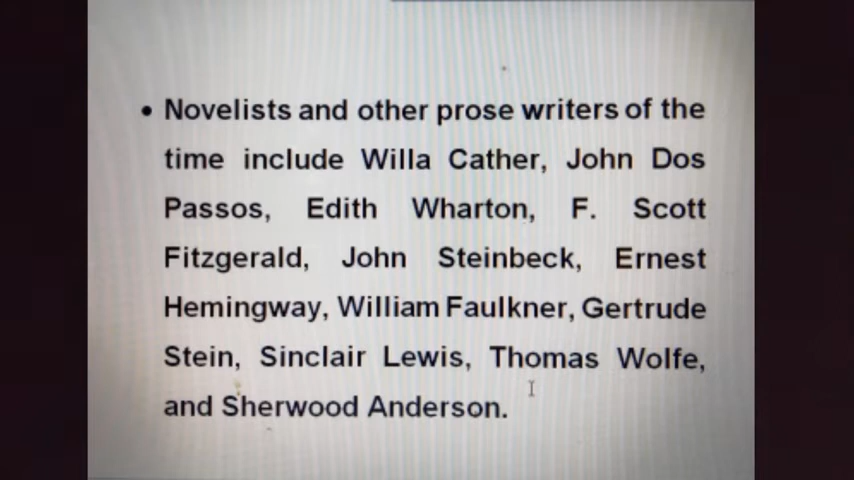 • Novelists and other prose writers of the
time include Willa Cather, John Dos
Passos, Edith Wharton, F. Scott
Fitzgerald, John Steinbeck, Ernest
Hemingway, William Faulkner, Gertrude
Stein, Sinclair Lewis, Thomas Wolfe,
and Sherwood Anderson.